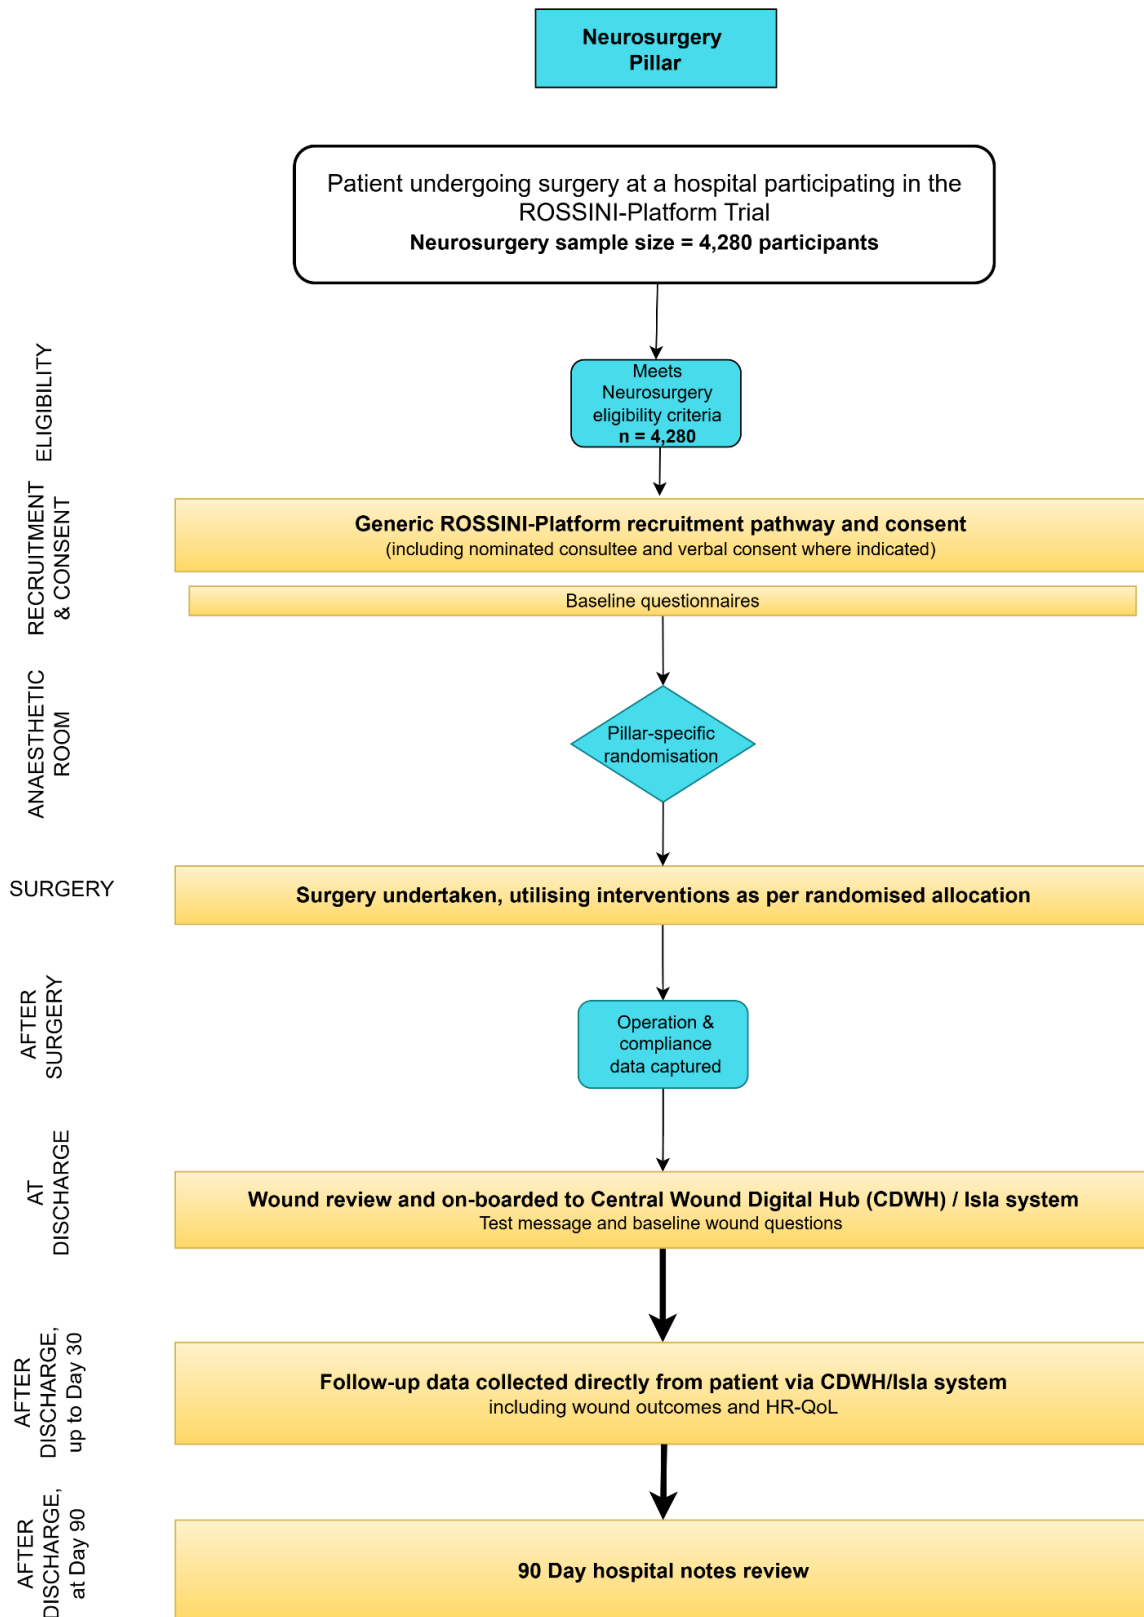 Neurosurgery
Pillar
Patient undergoing surgery at a hospital participating in the
ROSSINI-Platform Trial
Neurosurgery sample size = 4,280 participants
ELIGIBILITY
Meets
Neurosurgery
eligibility criteria
n = 4,280
RECRUITMENT
& CONSENT
Generic ROSSINI-Platform recruitment pathway and consent
(including nominated consultee and verbal consent where indicated)
Baseline questionnaires
ANAESTHETIC
ROOM
Pillar-specific
randomisation
SURGERY
Surgery undertaken, utilising interventions as per randomised allocation
AFTER
SURGERY
Operation &
compliance
data captured
AT
DISCHARGE
Wound review and on-boarded to Central Wound Digital Hub (CDWH) / Isla system
Test message and baseline wound questions
AFTER
DISCHARGE,
up to Day 30
Follow-up data collected directly from patient via CDWH/Isla system
including wound outcomes and HR-QoL
AFTER
DISCHARGE,
at Day 90
90 Day hospital notes review